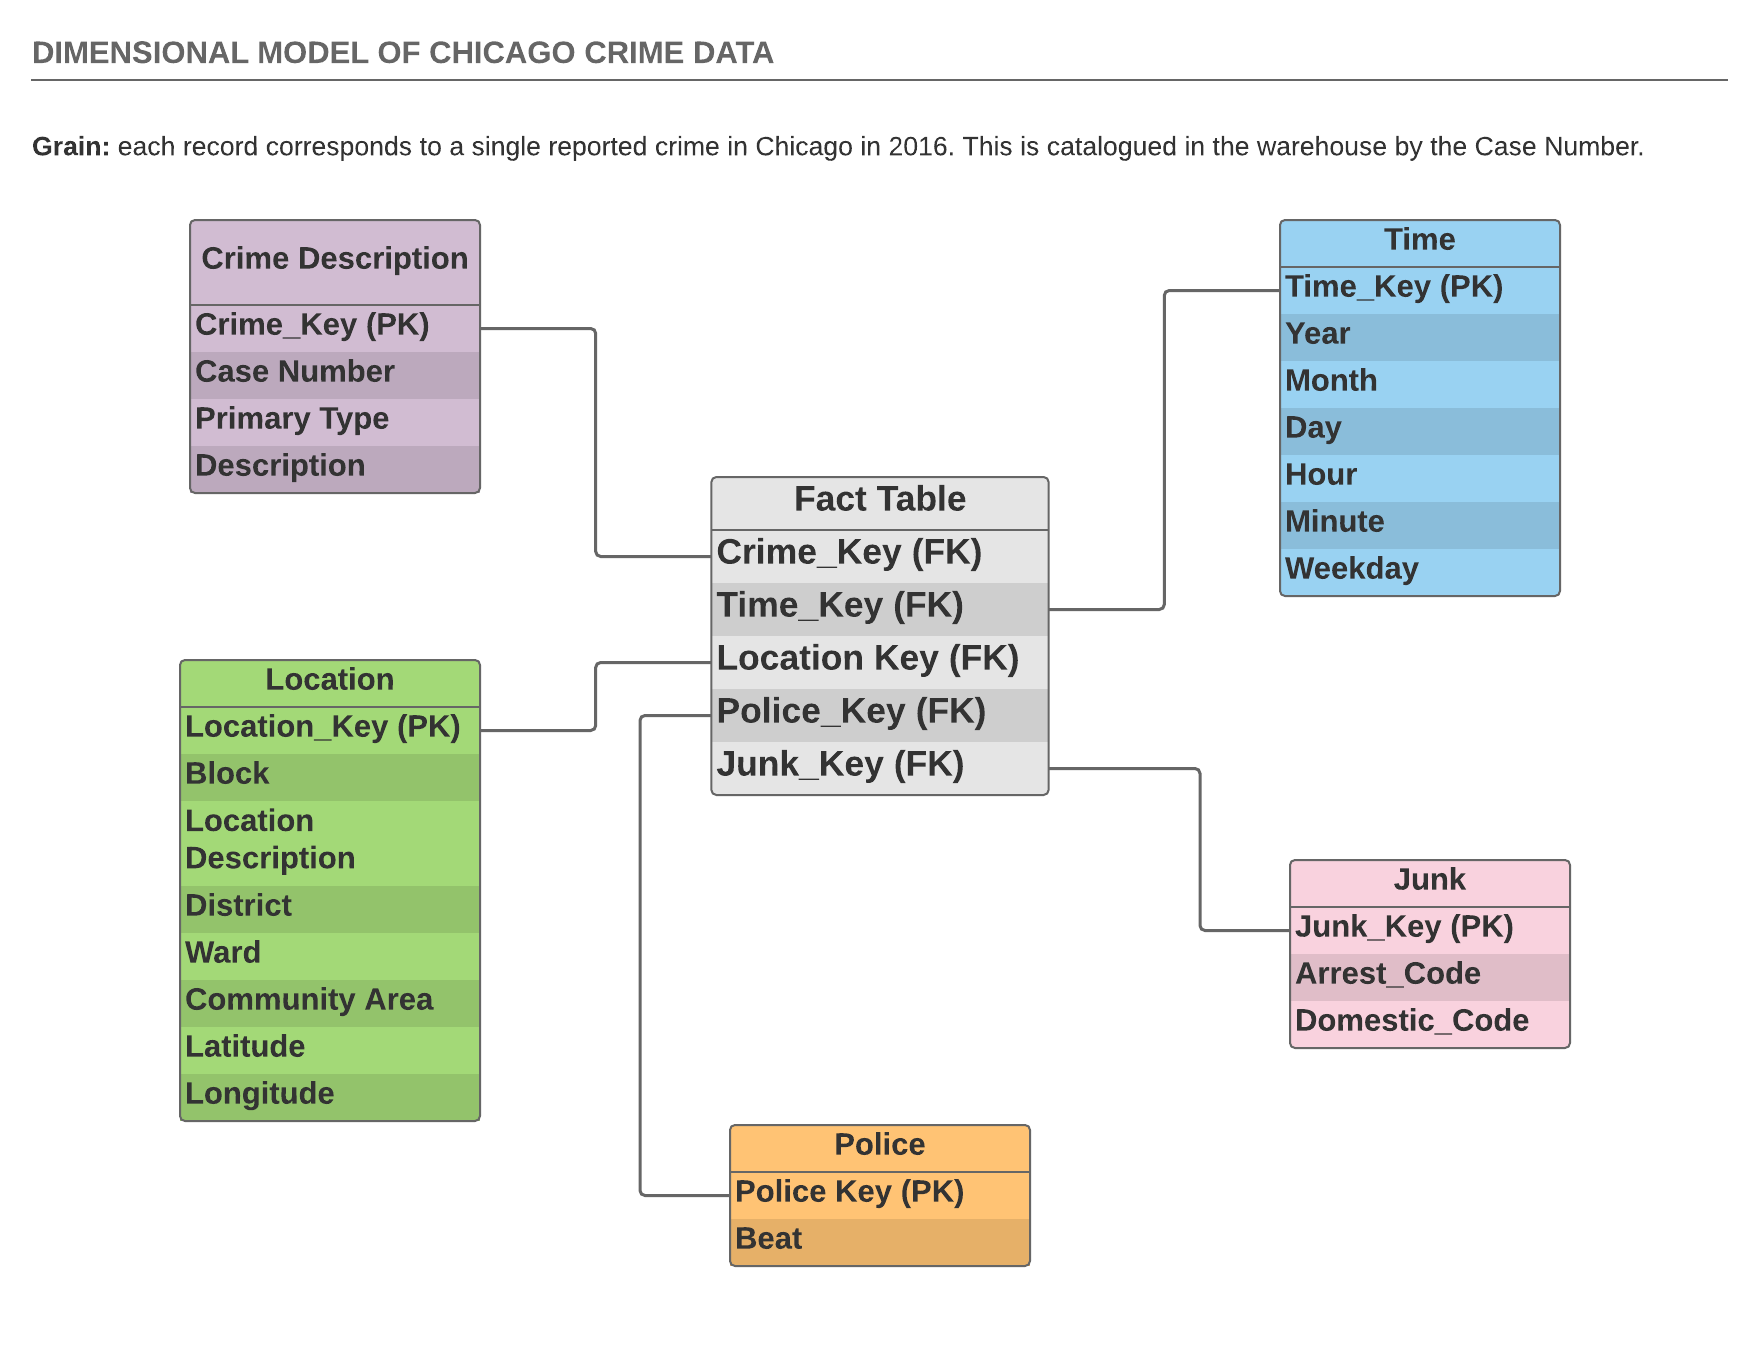 DIMENSIONAL MODEL OF CHICAGO CRIME DATA
Grain: each record corresponds to a single reported crime in Chicago in 2016. This is catalogued in the warehouse by the Case Number.
Crime Description
Crime_Key (PK)
Case Number
Primary Type
Description
Time
Time_Key (PK)
Year
Month
Day
Hour
Minute
Weekday
Fact Table
Crime_Key (FK)
Time_Key (FK)
Location Key (FK)
Police_Key (FK)
Junk_Key (FK)
Location
Location_Key (PK)
Block
Location
Description
District
Ward
Community Area
Latitude
Longitude
Junk
Junk_Key (PK)
Arrest_Code
Domestic_Code
Police
Police Key (PK)
Beat